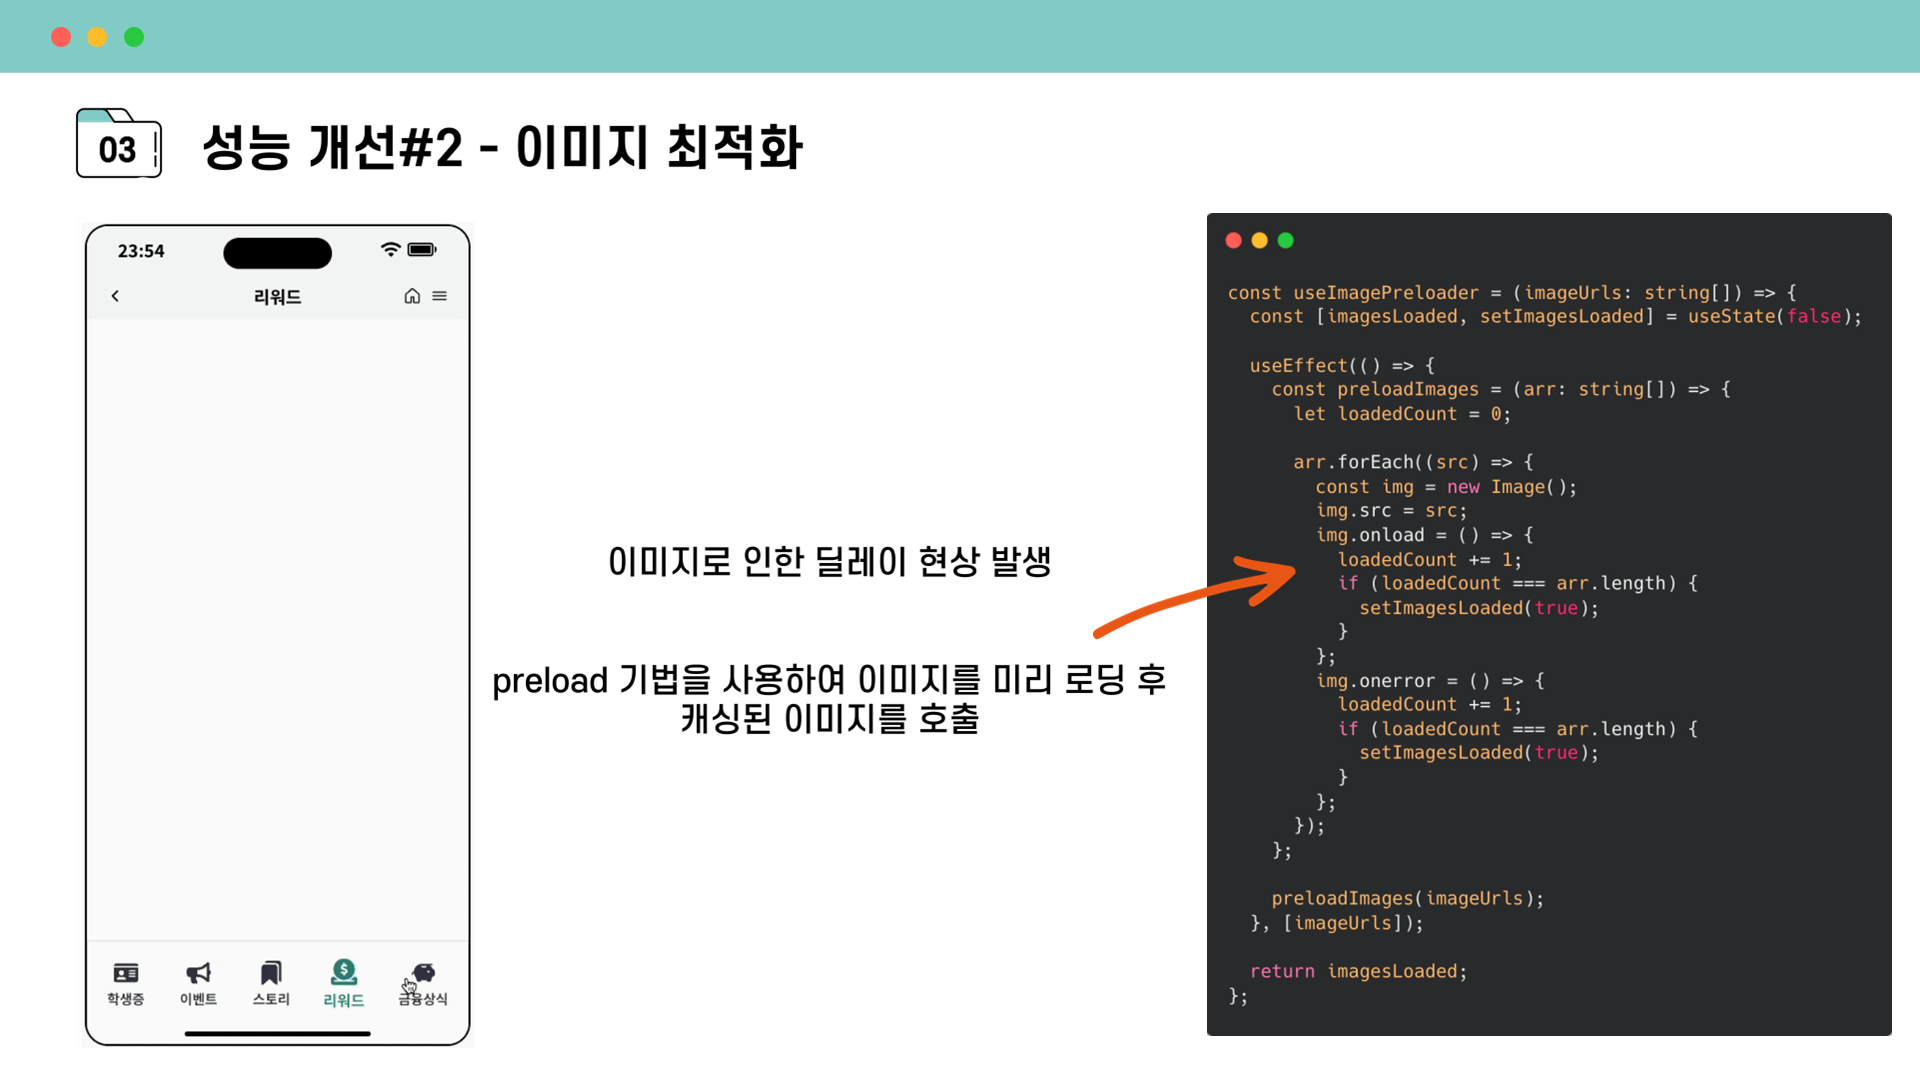 03
성능 개선#2 - 이미지 최적화
23:54
리워드
학생증
이벤트
스토리
리워드
금융상식
이미지로 인한 딜레이 현상 발생
preload 기법을 사용하여 이미지를 미리 로딩 후
캐싱된 이미지를 호출
const useImagePreloader = (imageUrls: string[]) => {
  const [imagesLoaded, setImagesLoaded] = useState(false);

  useEffect(() => {
    const preloadImages = (arr: string[]) => {
      let loadedCount = 0;

      arr.forEach((src) => {
        const img = new Image();
        img.src = src;
        img.onload = () => {
          loadedCount += 1;
          if (loadedCount === arr.length) {
            setImagesLoaded(true);
          }
        };
        img.onerror = () => {
          loadedCount += 1;
          if (loadedCount === arr.length) {
            setImagesLoaded(true);
          }
        };
      });
    };

    preloadImages(imageUrls);
  }, [imageUrls]);

  return imagesLoaded;
};